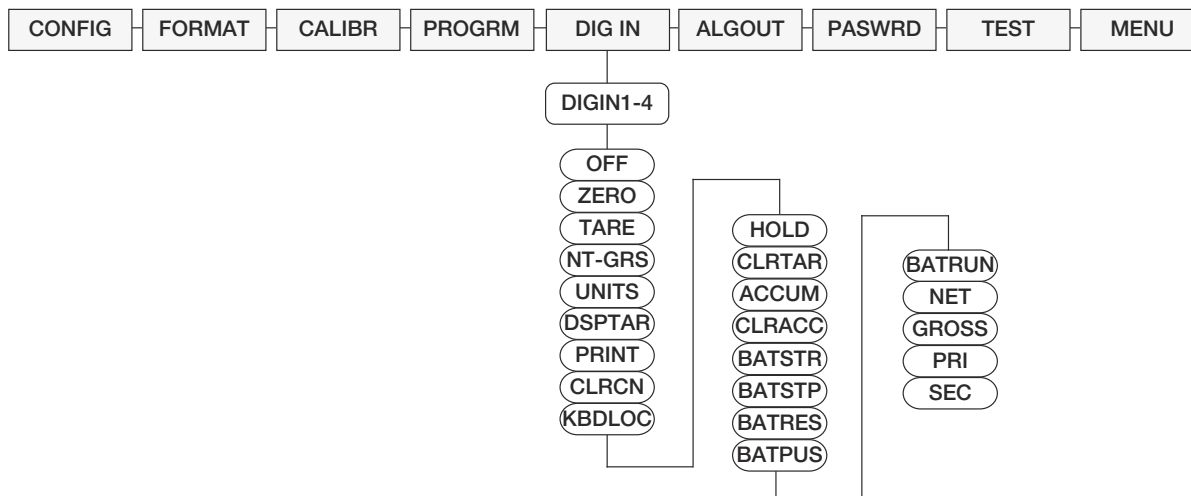 CONFIG FORMAT CALIBR PROGRM DIG IN ALGOUT PASWRD TEST MENU
DIGIN1-4
OFF
ZERO
TARE
NT-GRS
UNITS
DSPTAR
PRINT
CLRCN
KBDLOC
HOLD
CLRTAR
ACCUM
CLRACC
BATSTR
BATSTP
BATRES
BATPUS
BATRUN
NET
GROSS
PRI
SEC